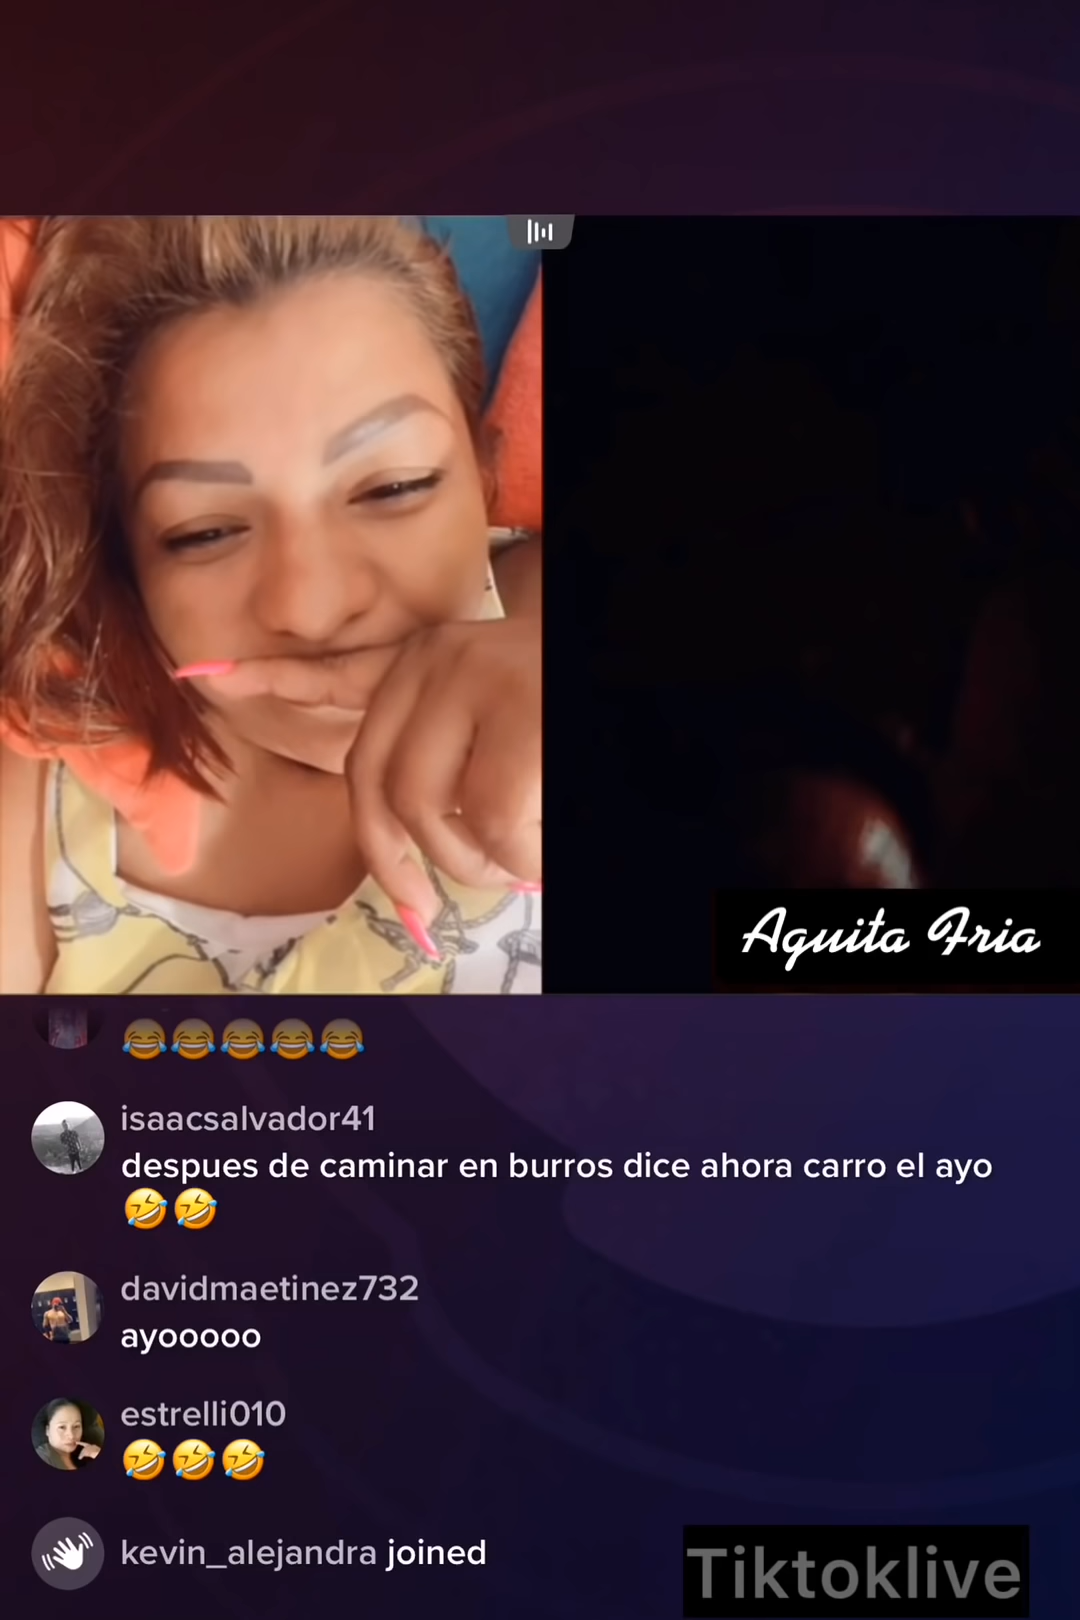 Aguita Fria
😂😂😂😂😂
isaacsalvador41
despues de caminar en burros dice ahora carro el ayo
🤣🤣
davidmaetinez732
ayooooo
estrelli010
🤣🤣🤣
kevin_alejandra joined
Tiktoklive